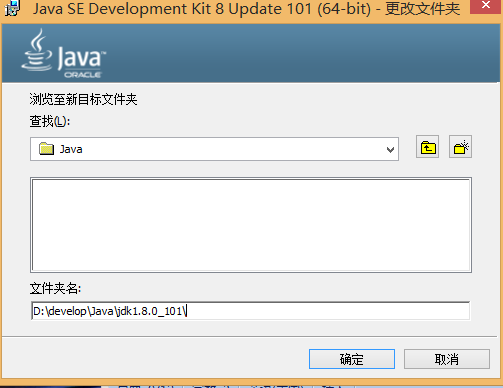 Java SE Development Kit 8 Update 101 (64-bit) - 更改文件夹
Java™
ORACLE
浏览至新目标文件夹
查找(L):
Java
文件夹名:
D:\develop\Java\jdk1.8.0_101\
确定
取消